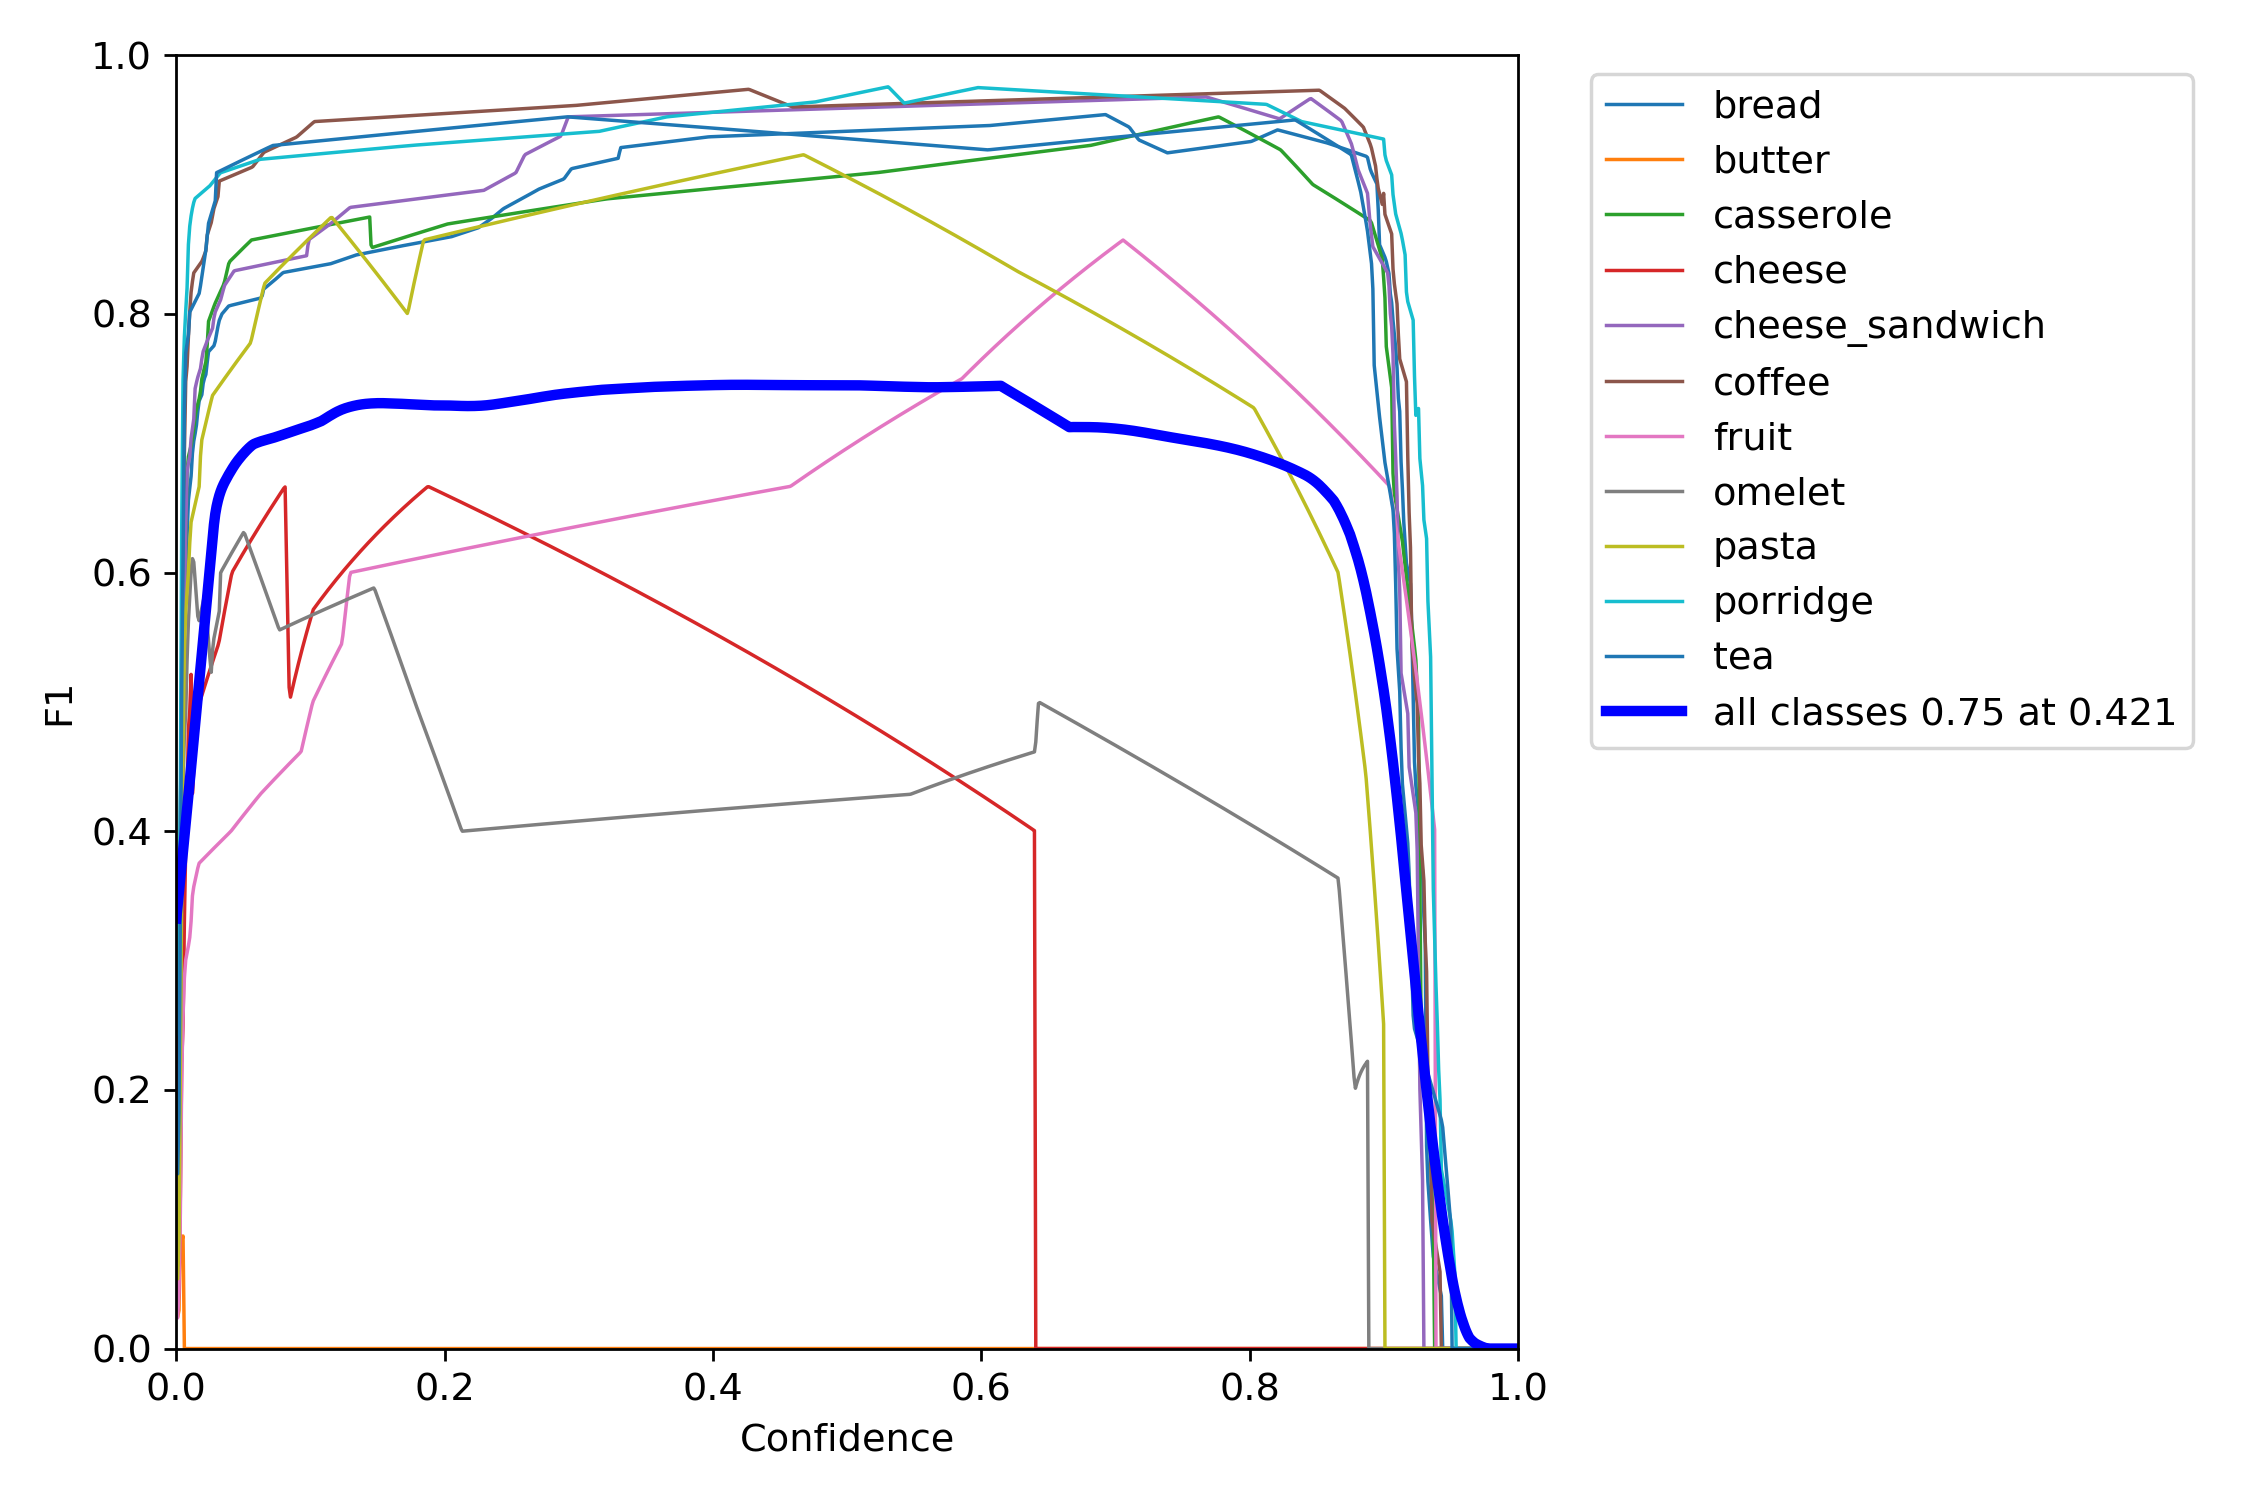 1.0
0.8
0.6
0.4
0.2
0.0
F1
0.0 0.2 0.4 0.6 0.8 1.0
Confidence
bread
butter
casserole
cheese
cheese_sandwich
coffee
fruit
omelet
pasta
porridge
tea
all classes 0.75 at 0.421